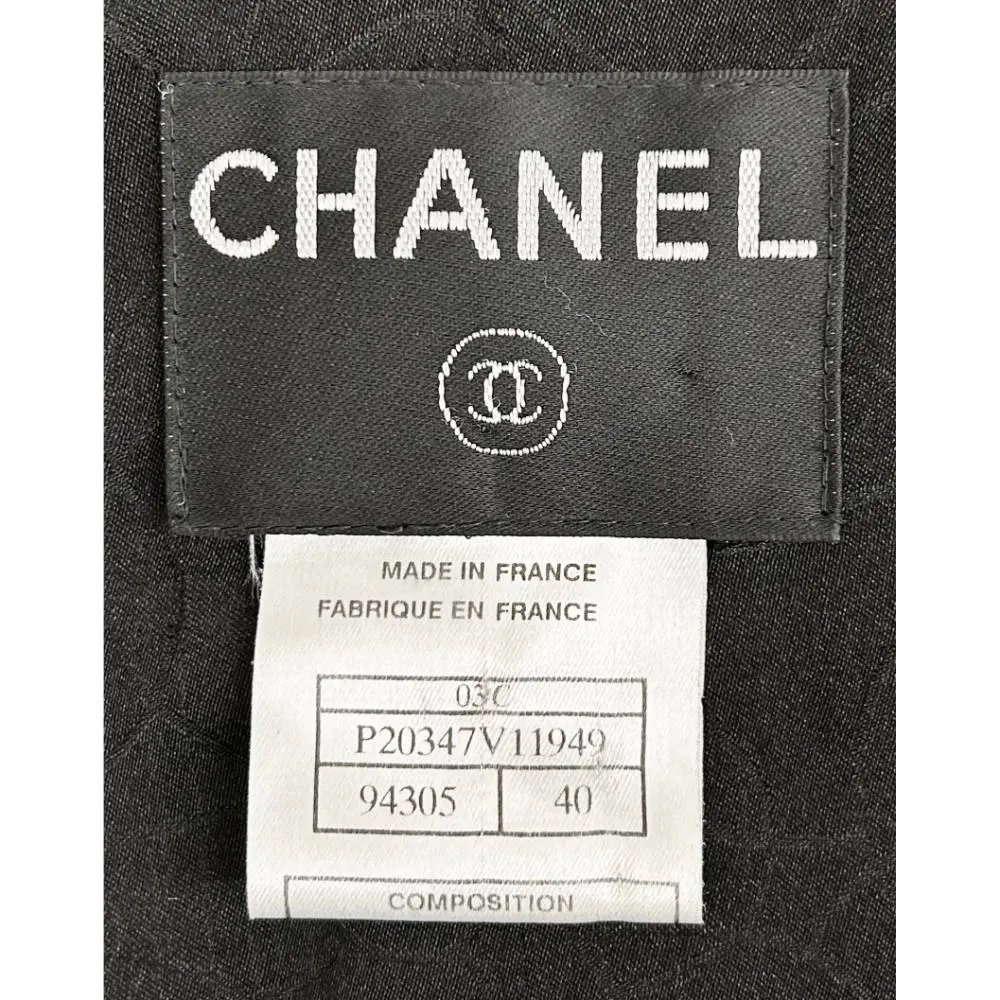 CHANEL
MADE IN FRANCE
FABRIQUE EN FRANCE
03C
P20347V11949
94305 40
COMPOSITION